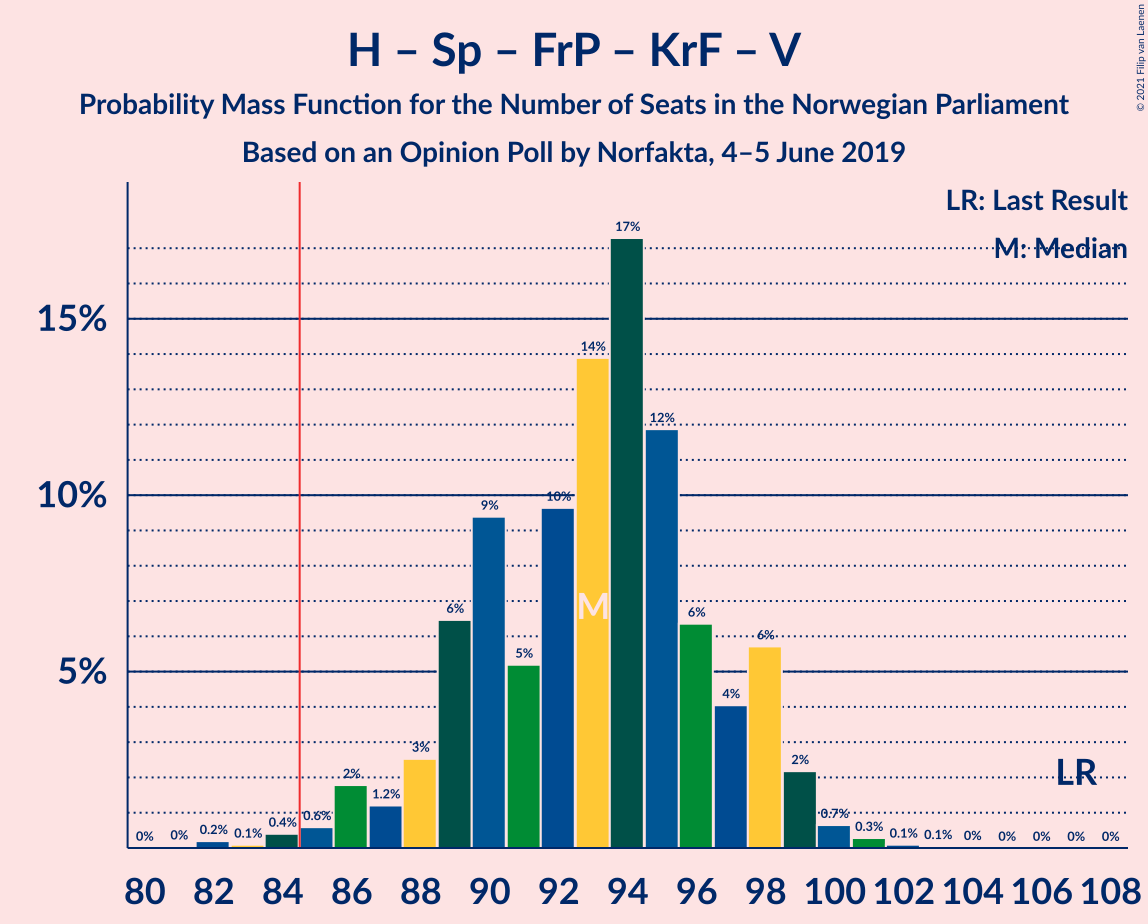 H – Sp – FrP – KrF – V
Probability Mass Function for the Number of Seats in the Norwegian Parliament
Based on an Opinion Poll by Norfakta, 4–5 June 2019
© 2021 Filip van Laenen
LR: Last Result
M: Median
15%
10%
5%
0% 0% 0.2% 0.1% 0.4% 0.6% 2% 1.2% 3% 6% 9% 5% 10% 14% 17% 12% 6% 4% 6% 2% 0.7% 0.3% 0.1% 0.1% 0% 0% 0% 0% 0%
M
LR
80 82 84 86 88 90 92 94 96 98 100 102 104 106 108